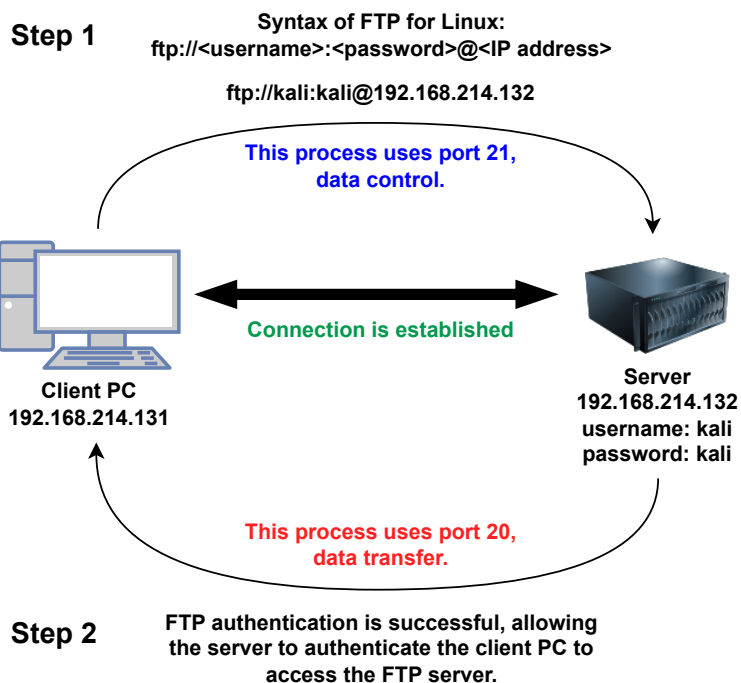 Step 1
Syntax of FTP for Linux:
ftp://<username>:<password>@<IP address>
ftp://kali:kali@192.168.214.132
This process uses port 21,
data control.
Connection is established
Client PC
192.168.214.131
Server
192.168.214.132
username: kali
password: kali
This process uses port 20,
data transfer.
Step 2
FTP authentication is successful, allowing
the server to authenticate the client PC to
access the FTP server.